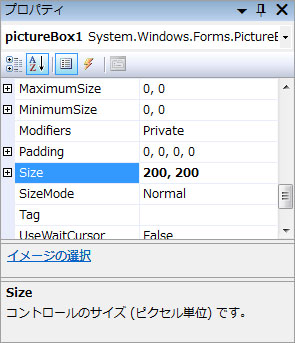 プロパティ
pictureBox1 System.Windows.Forms.PictureE
MaximumSize 0, 0
MinimumSize 0, 0
Modifiers Private
Padding 0, 0, 0, 0
Size 200, 200
SizeMode Normal
Tag
UseWaitCursor False
イメージの選択
Size
コントロールのサイズ (ピクセル単位) です。